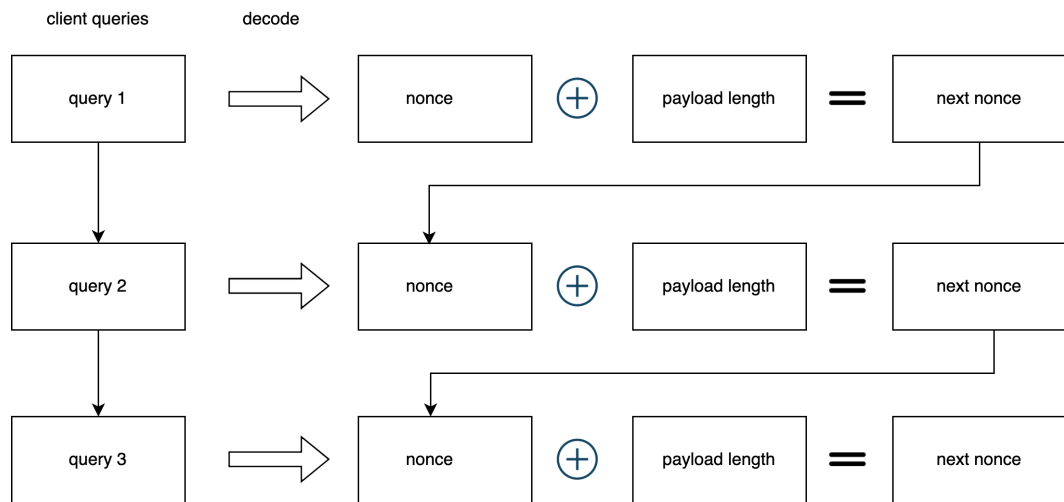 client queries
decode
query 1
nonce
payload length
next nonce
query 2
nonce
payload length
next nonce
query 3
nonce
payload length
next nonce